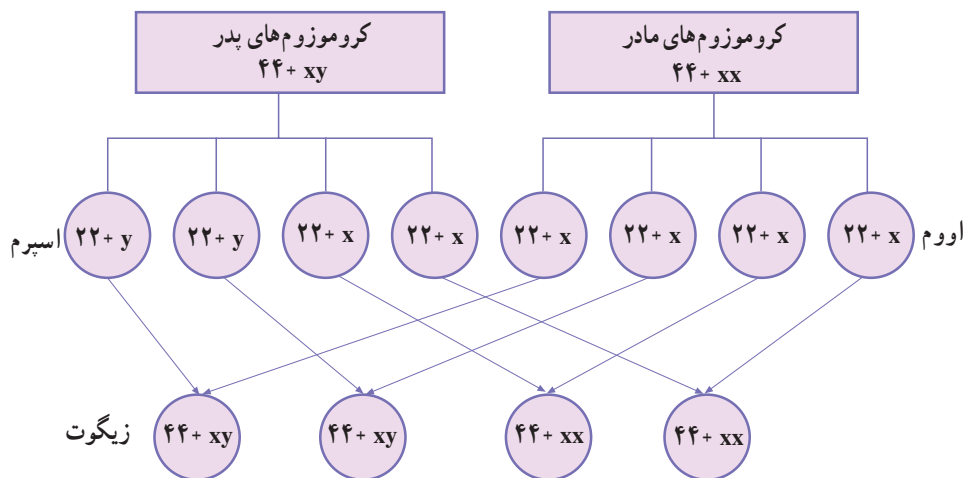 کروموزوم‌های مادر
۴۴+ xx
کروموزوم‌های پدر
۴۴+ xy
اووم
۲۲+ x
۲۲+ x
۲۲+ x
۲۲+ x
۲۲+ x
۲۲+ x
۲۲+ y
۲۲+ y
اسپرم
زیگوت
۴۴+ xy
۴۴+ xy
۴۴+ xx
۴۴+ xx